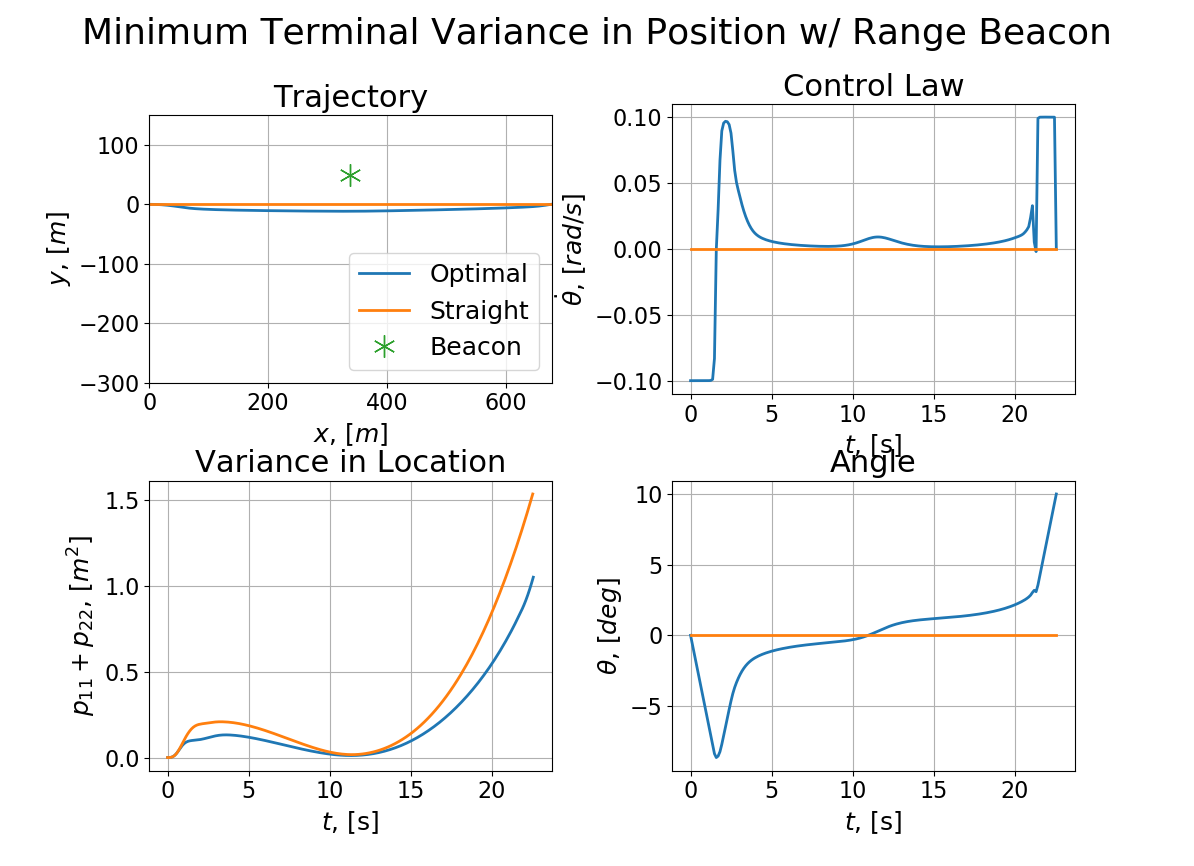 Minimum Terminal Variance in Position w/ Range Beacon
Trajectory
100
0
−100
−200
−300
y, [m]
0 200 400 600
x, [m]
Optimal
Straight
Beacon
Control Law
0.10
0.05
0.00
−0.05
−0.10
θ̇, [rad/s]
0 5 10 15 20
t, [s]
Variance in Location
1.5
1.0
0.5
0.0
p₁₁ + p₂₂, [m²]
0 5 10 15 20
t, [s]
Angle
10
5
0
−5
θ, [deg]
0 5 10 15 20
t, [s]